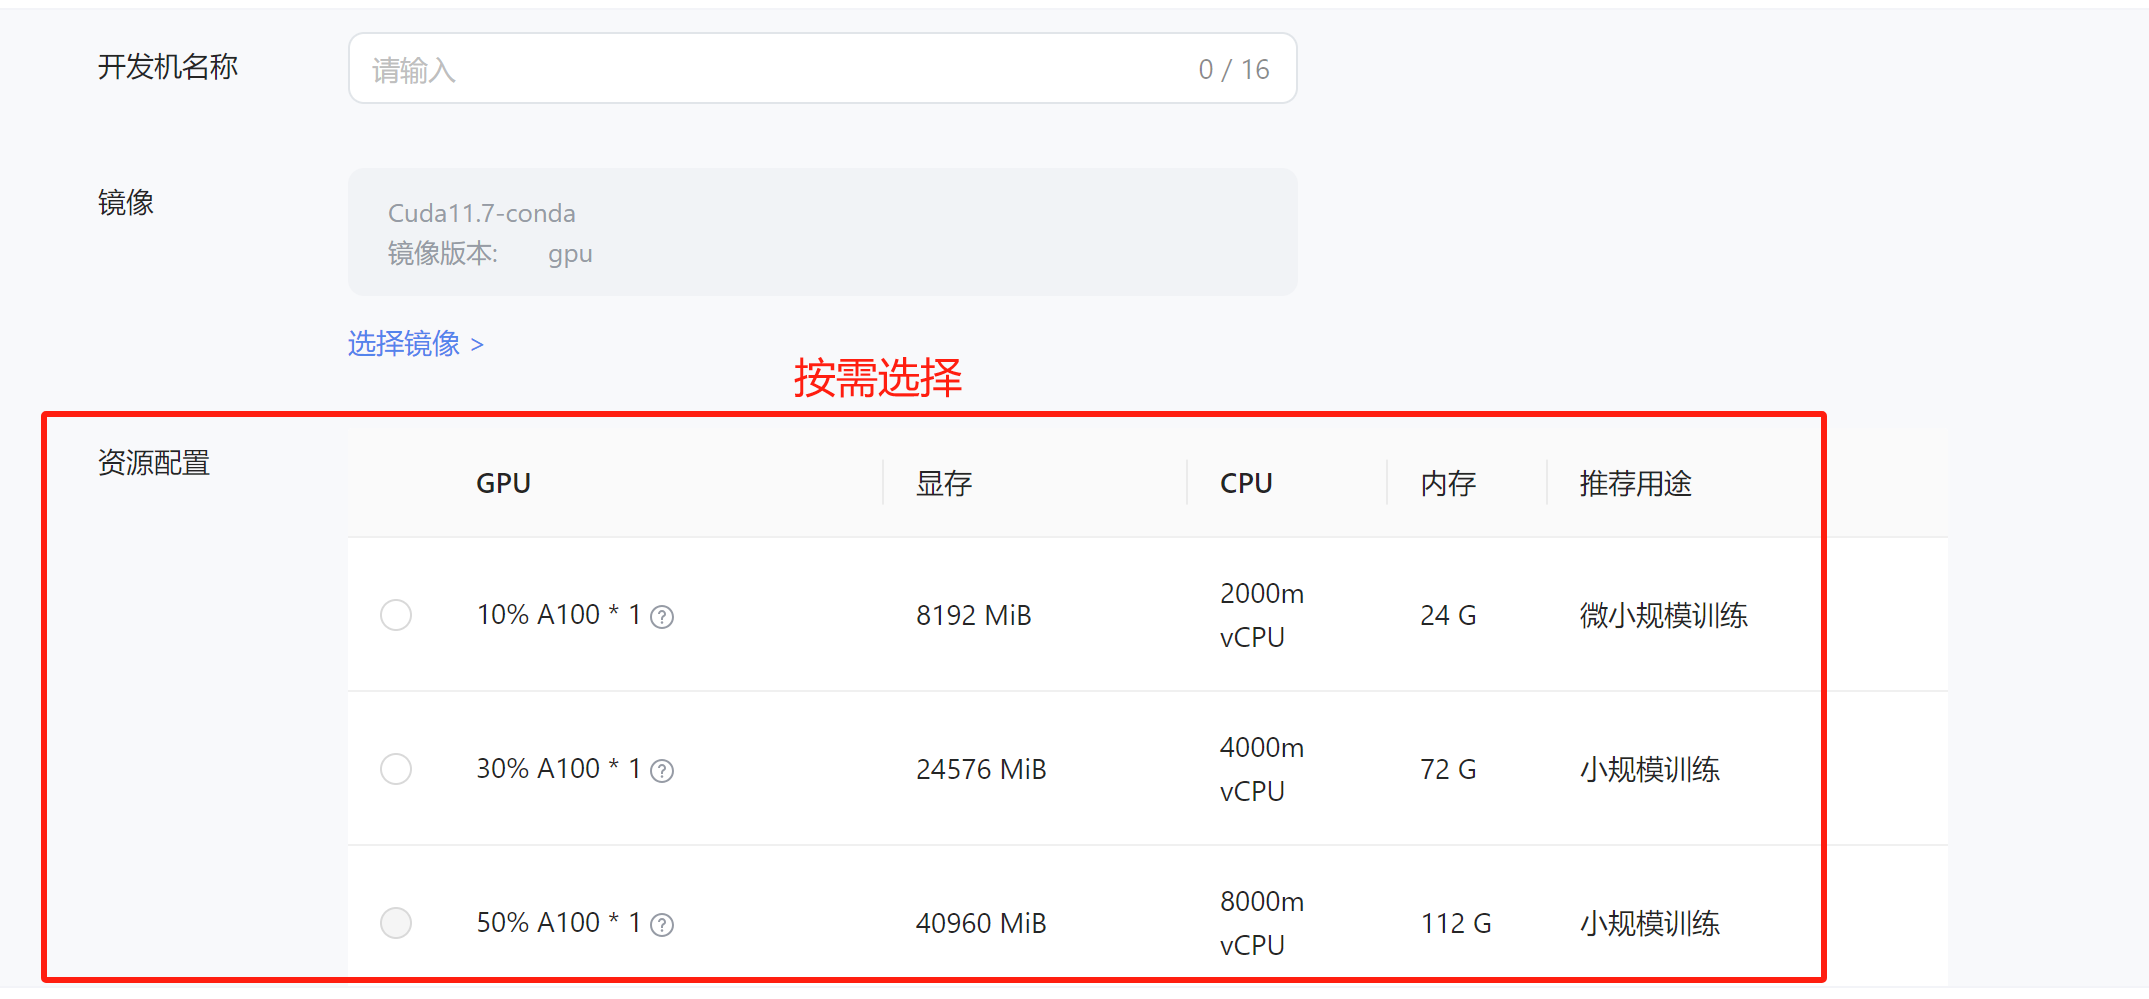 开发机名称
请输入 0 / 16
镜像
Cuda11.7-conda
镜像版本: gpu
选择镜像 >
按需选择
资源配置
GPU 显存 CPU 内存 推荐用途
10% A100 * 1 ? 8192 MiB 2000m vCPU 24 G 微小规模训练
30% A100 * 1 ? 24576 MiB 4000m vCPU 72 G 小规模训练
50% A100 * 1 ? 40960 MiB 8000m vCPU 112 G 小规模训练